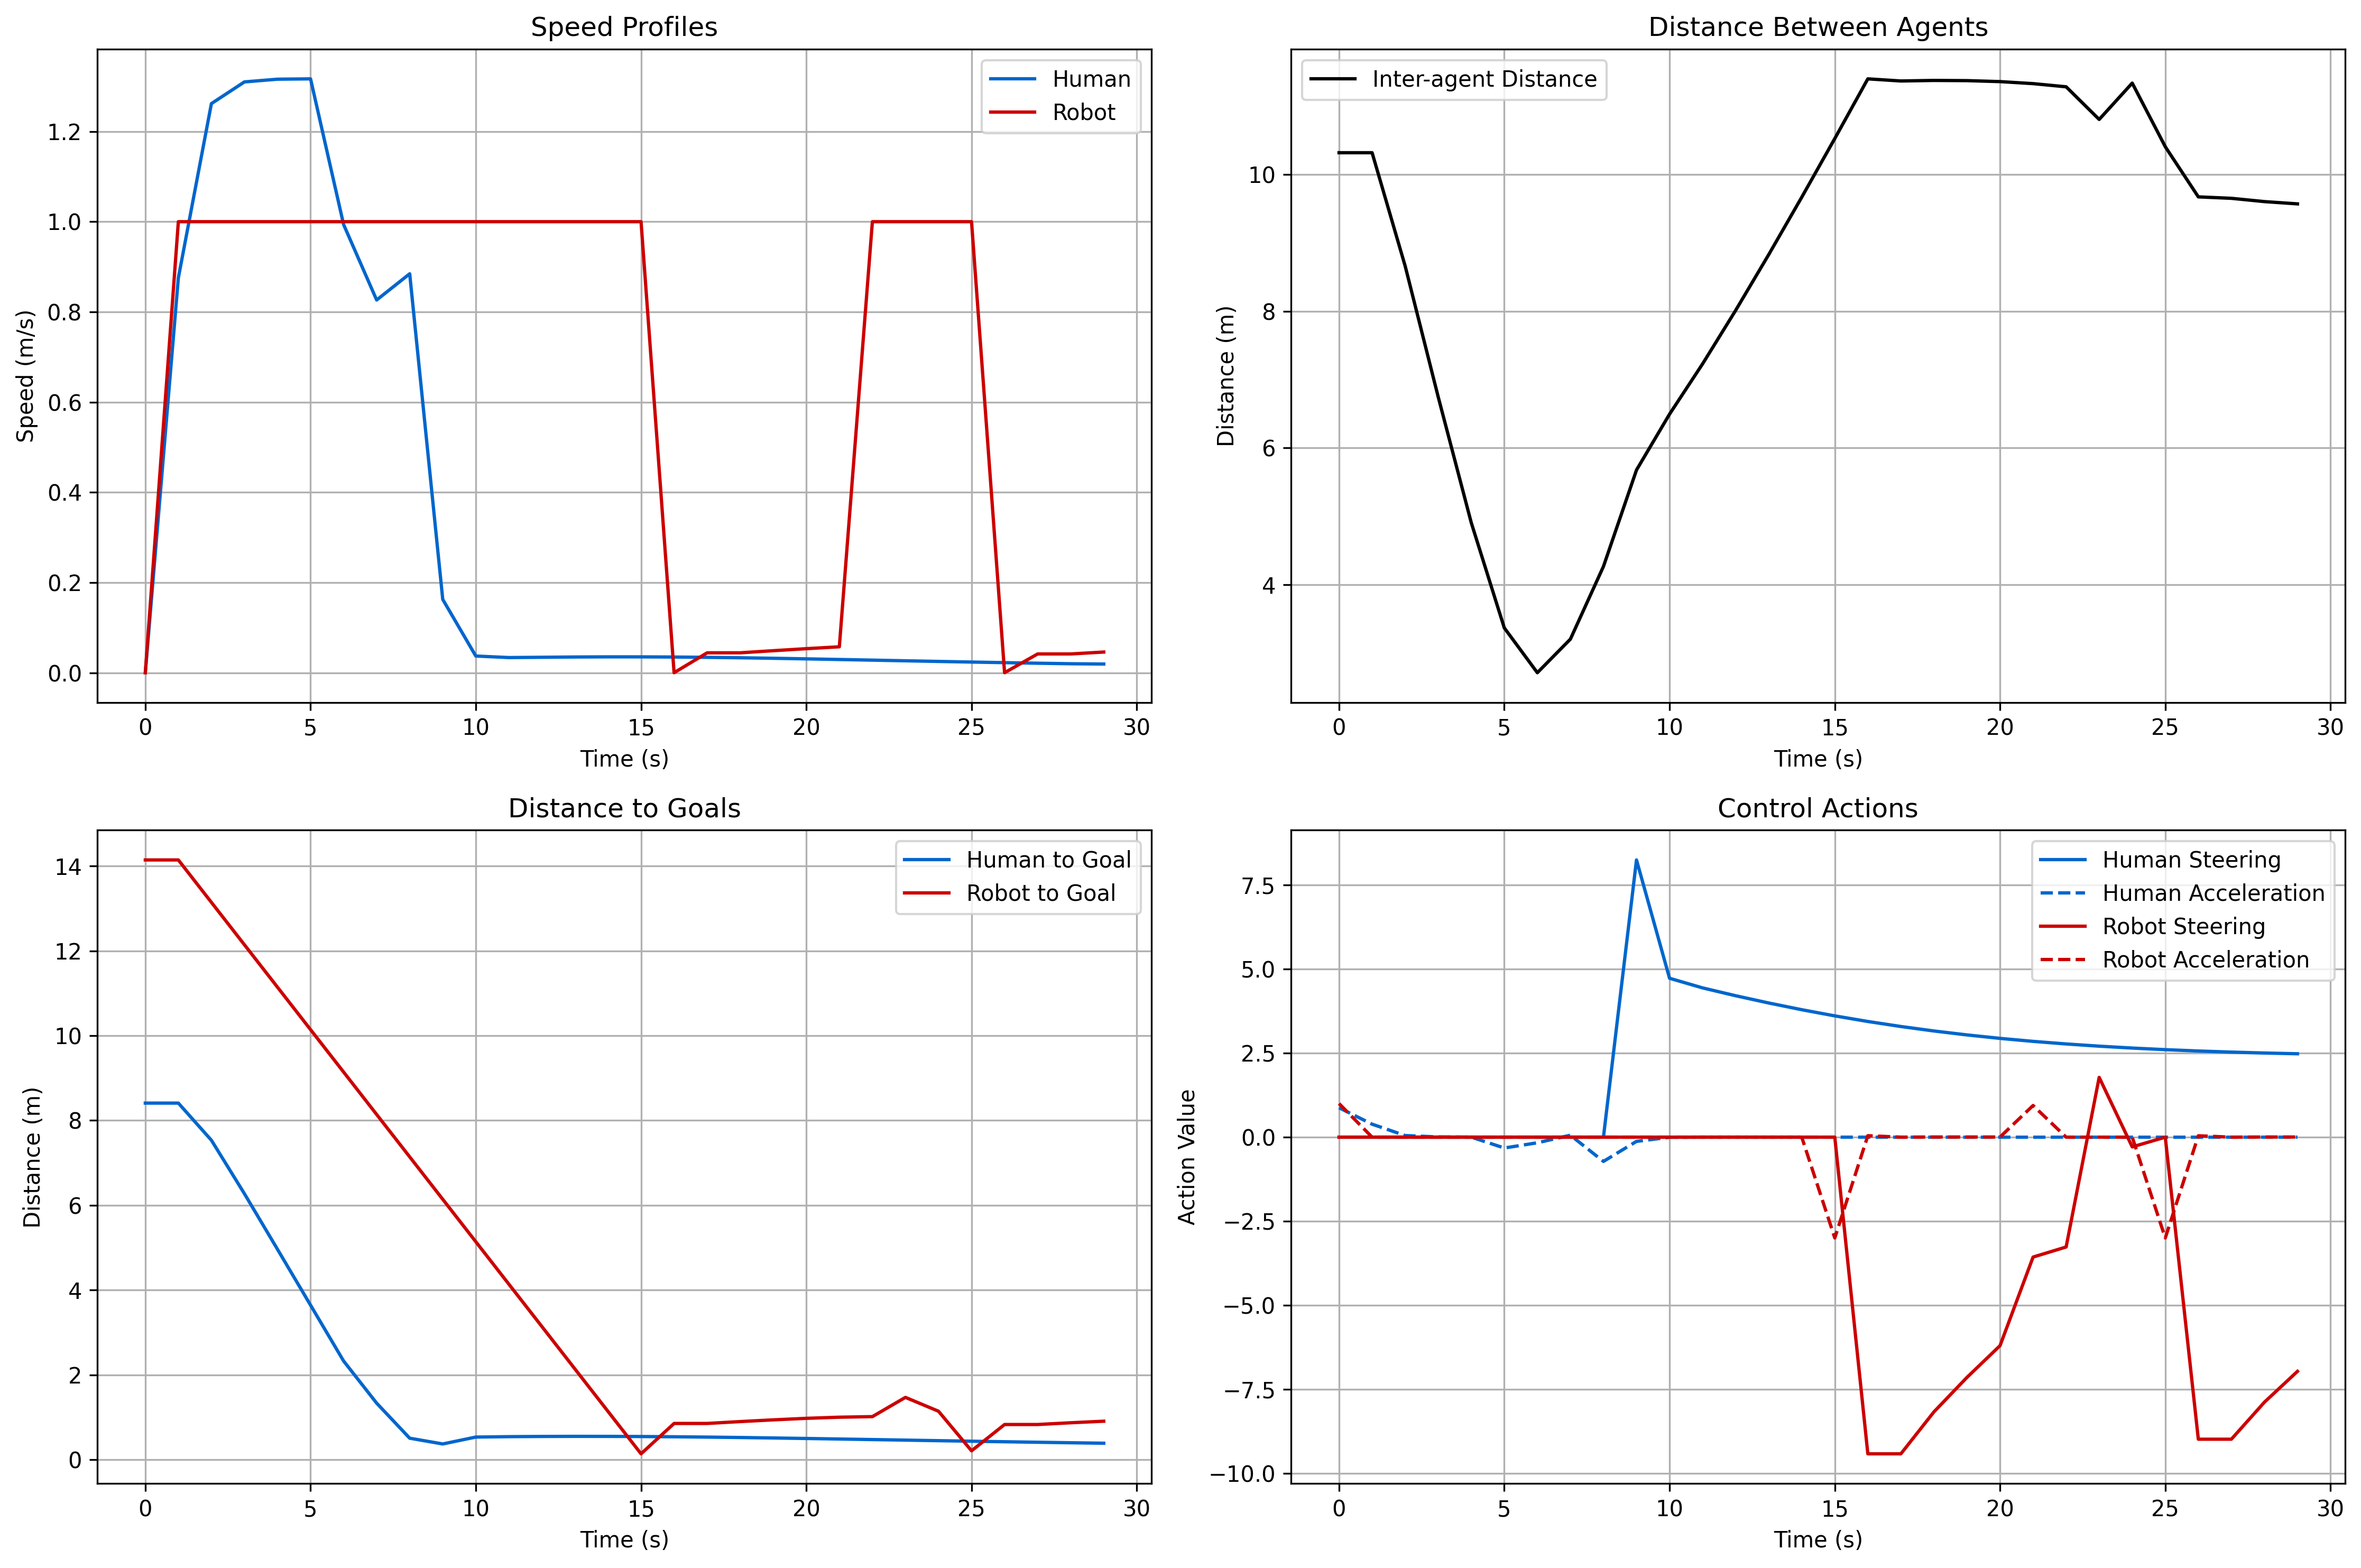 Speed Profiles
Human
Robot
1.2
1.0
0.8
0.6
0.4
0.2
0.0
Speed (m/s)
0 5 10 15 20 25 30
Time (s)
Distance Between Agents
Inter-agent Distance
10
8
6
4
Distance (m)
0 5 10 15 20 25 30
Time (s)
Distance to Goals
Human to Goal
Robot to Goal
14
12
10
8
6
4
2
0
Distance (m)
0 5 10 15 20 25 30
Time (s)
Control Actions
Human Steering
Human Acceleration
Robot Steering
Robot Acceleration
7.5
5.0
2.5
0.0
−2.5
−5.0
−7.5
−10.0
Action Value
0 5 10 15 20 25 30
Time (s)